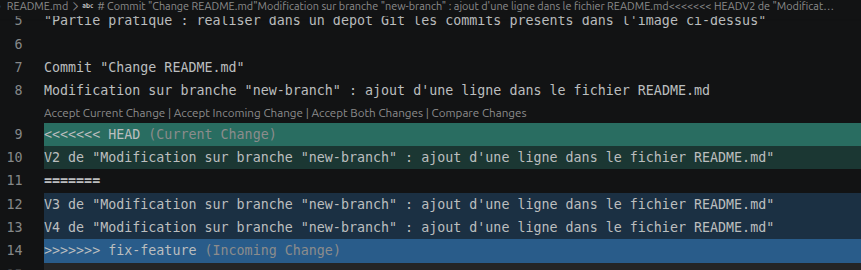 README.md > abc # Commit "Change README.md"Modification sur branche "new-branch" : ajout d'une ligne dans le fichier README.md<<<<<<< HEADV2 de "Modificat...
5 "Partie pratique : réaliser dans un dépôt Git les commits présents dans l'image ci-dessus"
6
7 Commit "Change README.md"
8 Modification sur branche "new-branch" : ajout d'une ligne dans le fichier README.md
Accept Current Change | Accept Incoming Change | Accept Both Changes | Compare Changes
9 <<<<<<< HEAD (Current Change)
10 V2 de "Modification sur branche "new-branch" : ajout d'une ligne dans le fichier README.md"
11 =======
12 V3 de "Modification sur branche "new-branch" : ajout d'une ligne dans le fichier README.md"
13 V4 de "Modification sur branche "new-branch" : ajout d'une ligne dans le fichier README.md"
14 >>>>>>> fix-feature (Incoming Change)